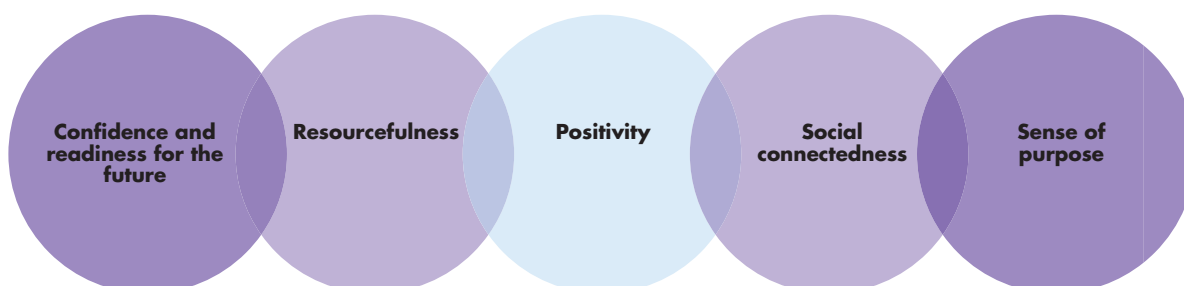 Confidence and
readiness for the
future
Resourcefulness
Positivity
Social
connectedness
Sense of
purpose